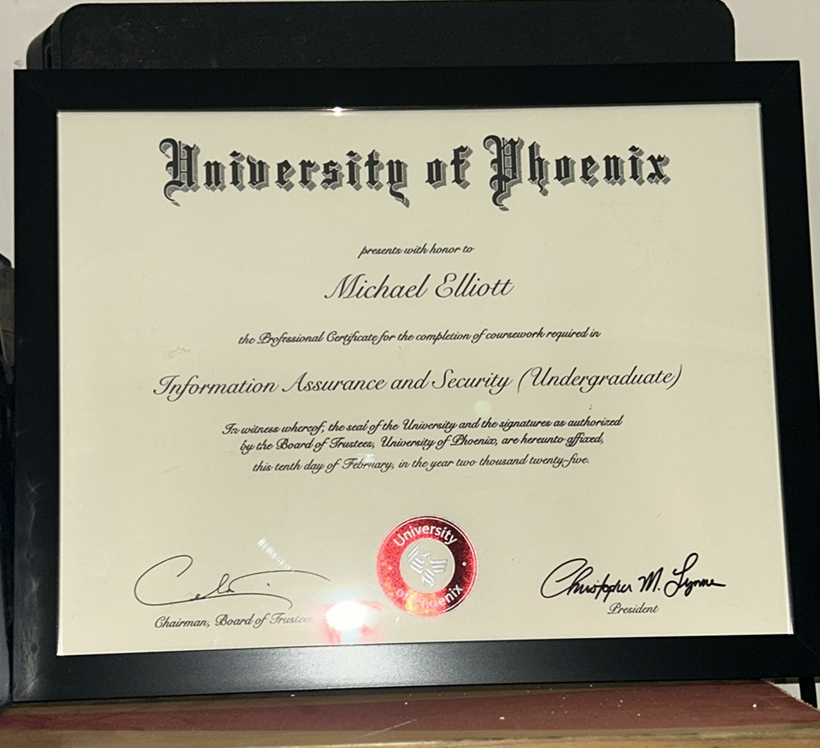 University of Phoenix
presents with honor to
Michael Elliott
the Professional Certificate for the completion of coursework required in
Information Assurance and Security (Undergraduate)
In witness whereof, the seal of the University and the signatures as authorized
by the Board of Trustees, University of Phoenix, are hereunto affixed,
this tenth day of February, in the year two thousand twenty-five.
University
of Phoenix
Christopher M. Lynne
Chairman, Board of Trustees
President